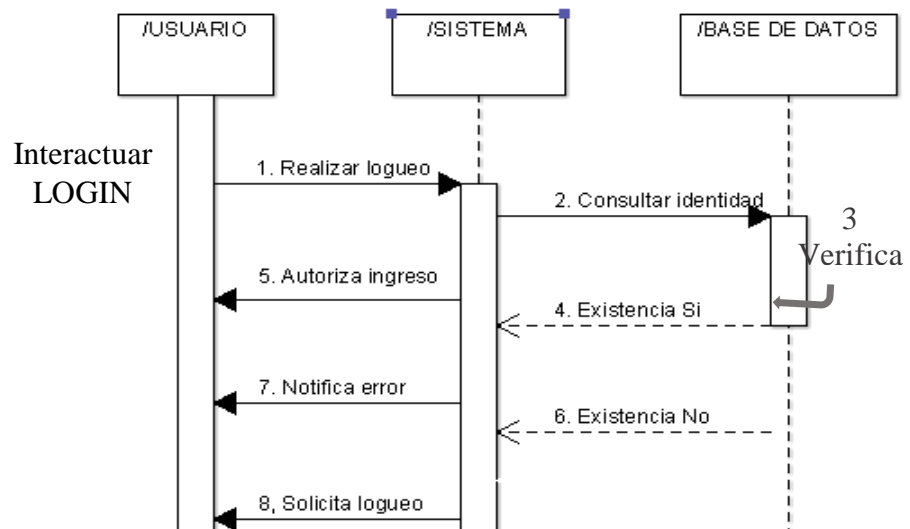 /USUARIO
/SISTEMA
/BASE DE DATOS
Interactuar
LOGIN
1. Realizar logueo
2. Consultar identidad
3
Verifica
5. Autoriza ingreso
4. Existencia Si
7. Notifica error
6. Existencia No
8, Solicita logueo